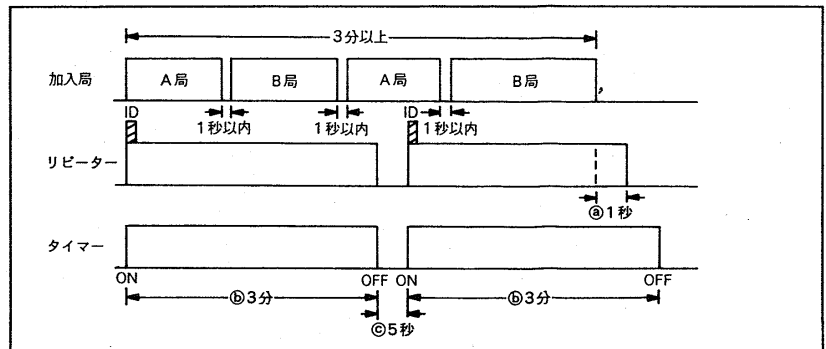 3分以上
加入局
A局
B局
A局
B局
ID
1秒以内
1秒以内
ID
1秒以内
リピーター
ⓐ1秒
タイマー
ON
OFF
ON
OFF
ⓑ3分
ⓑ3分
ⓒ5秒